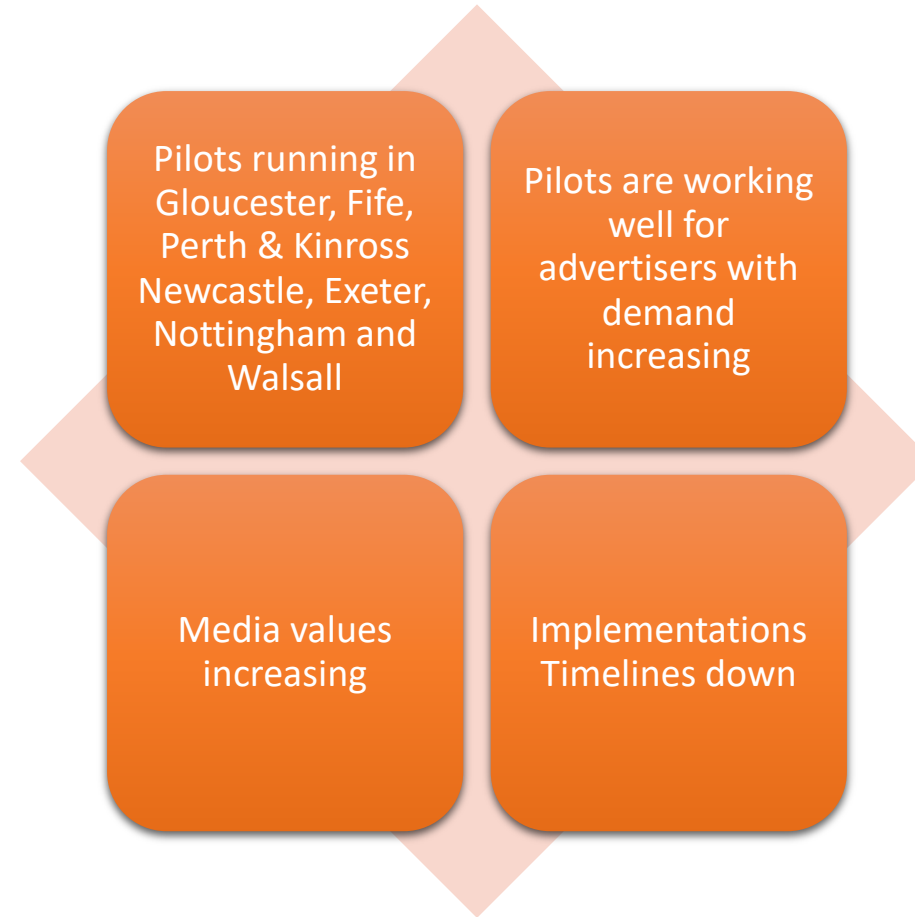 Pilots running in
Gloucester, Fife,
Perth & Kinross
Newcastle, Exeter,
Nottingham and
Walsall
Pilots are working
well for
advertisers with
demand
increasing
Media values
increasing
Implementations
Timelines down